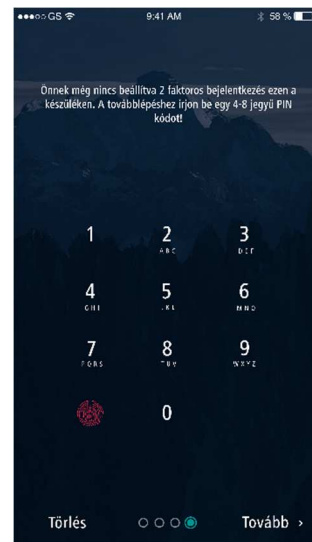 GS 9:41 AM 58 %
Önnek még nincs beállítva 2 faktoros bejelentkezés ezen a
készüléken. A továbblépéshez irjon be egy 4-8 jegyű PIN
kódot!
1 2 3
ABC DEF
4 5 6
GHI JKL MNO
7 8 9
PQRS TUV WXYZ
0
Törlés Tovább ›